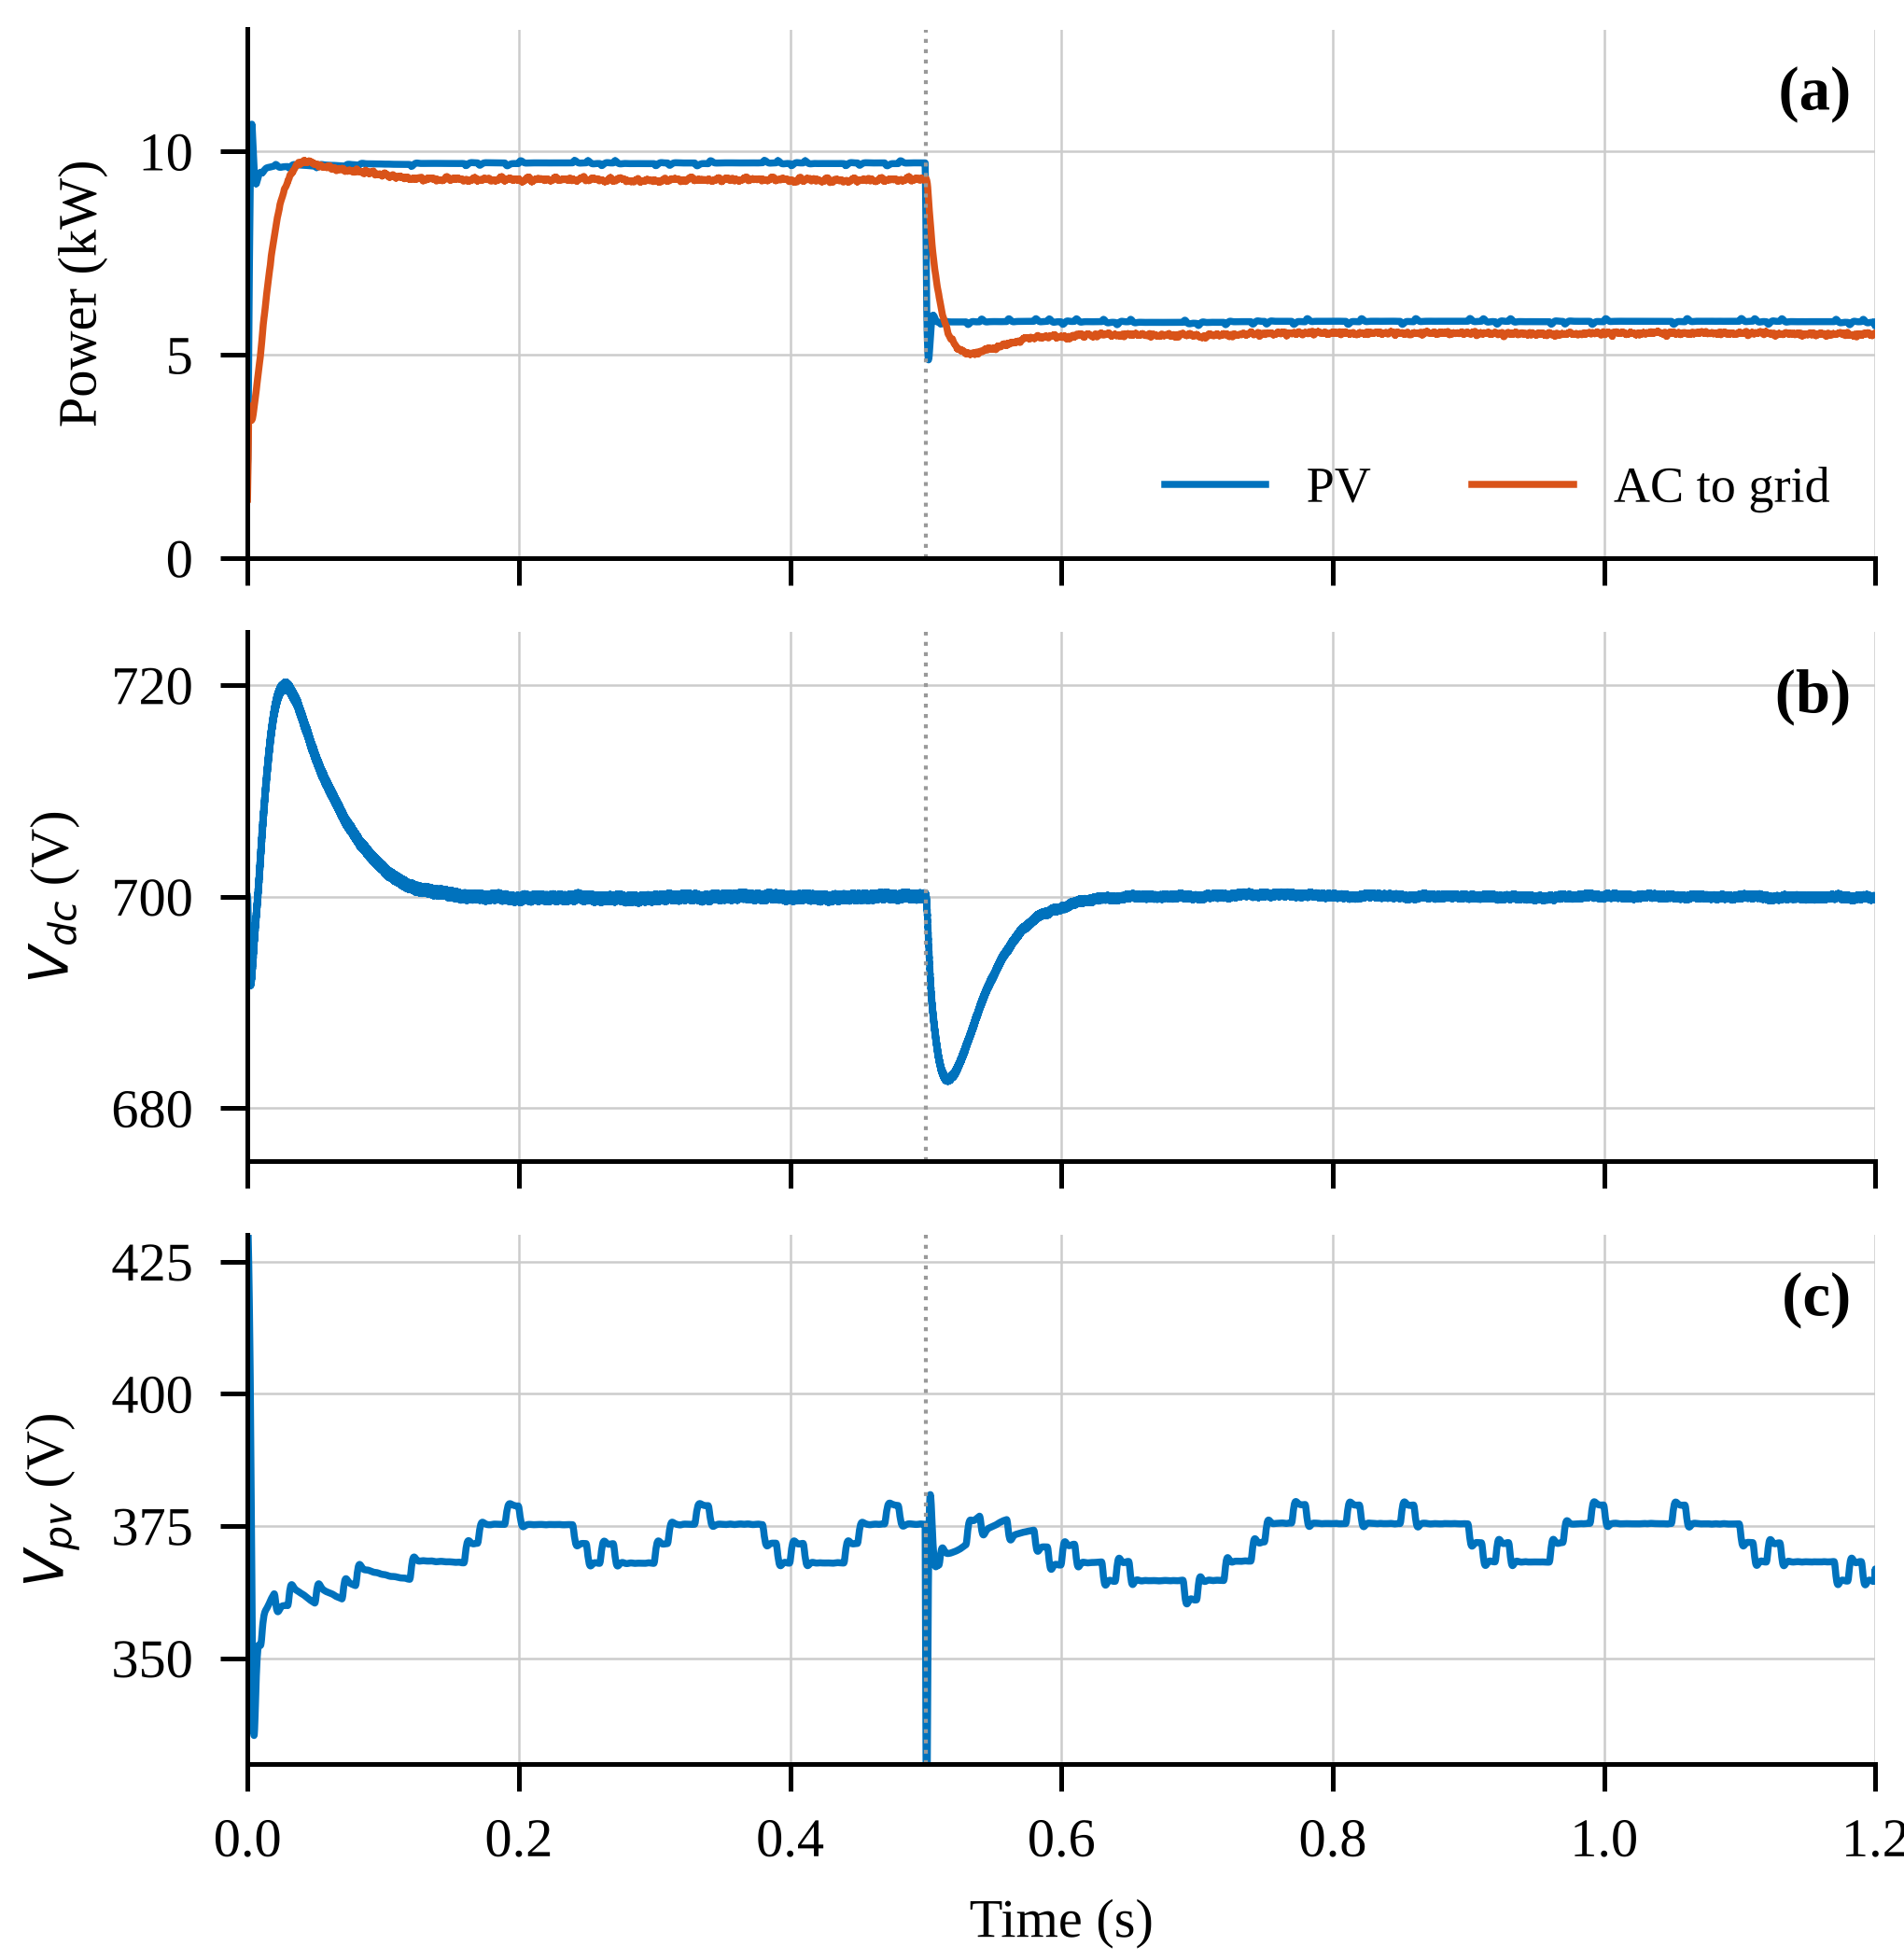 (a)
10
5
0
Power (kW)
PV
AC to grid
(b)
720
700
680
Vdc (V)
(c)
425
400
375
350
Vpv (V)
0.0 0.2 0.4 0.6 0.8 1.0 1.2
Time (s)